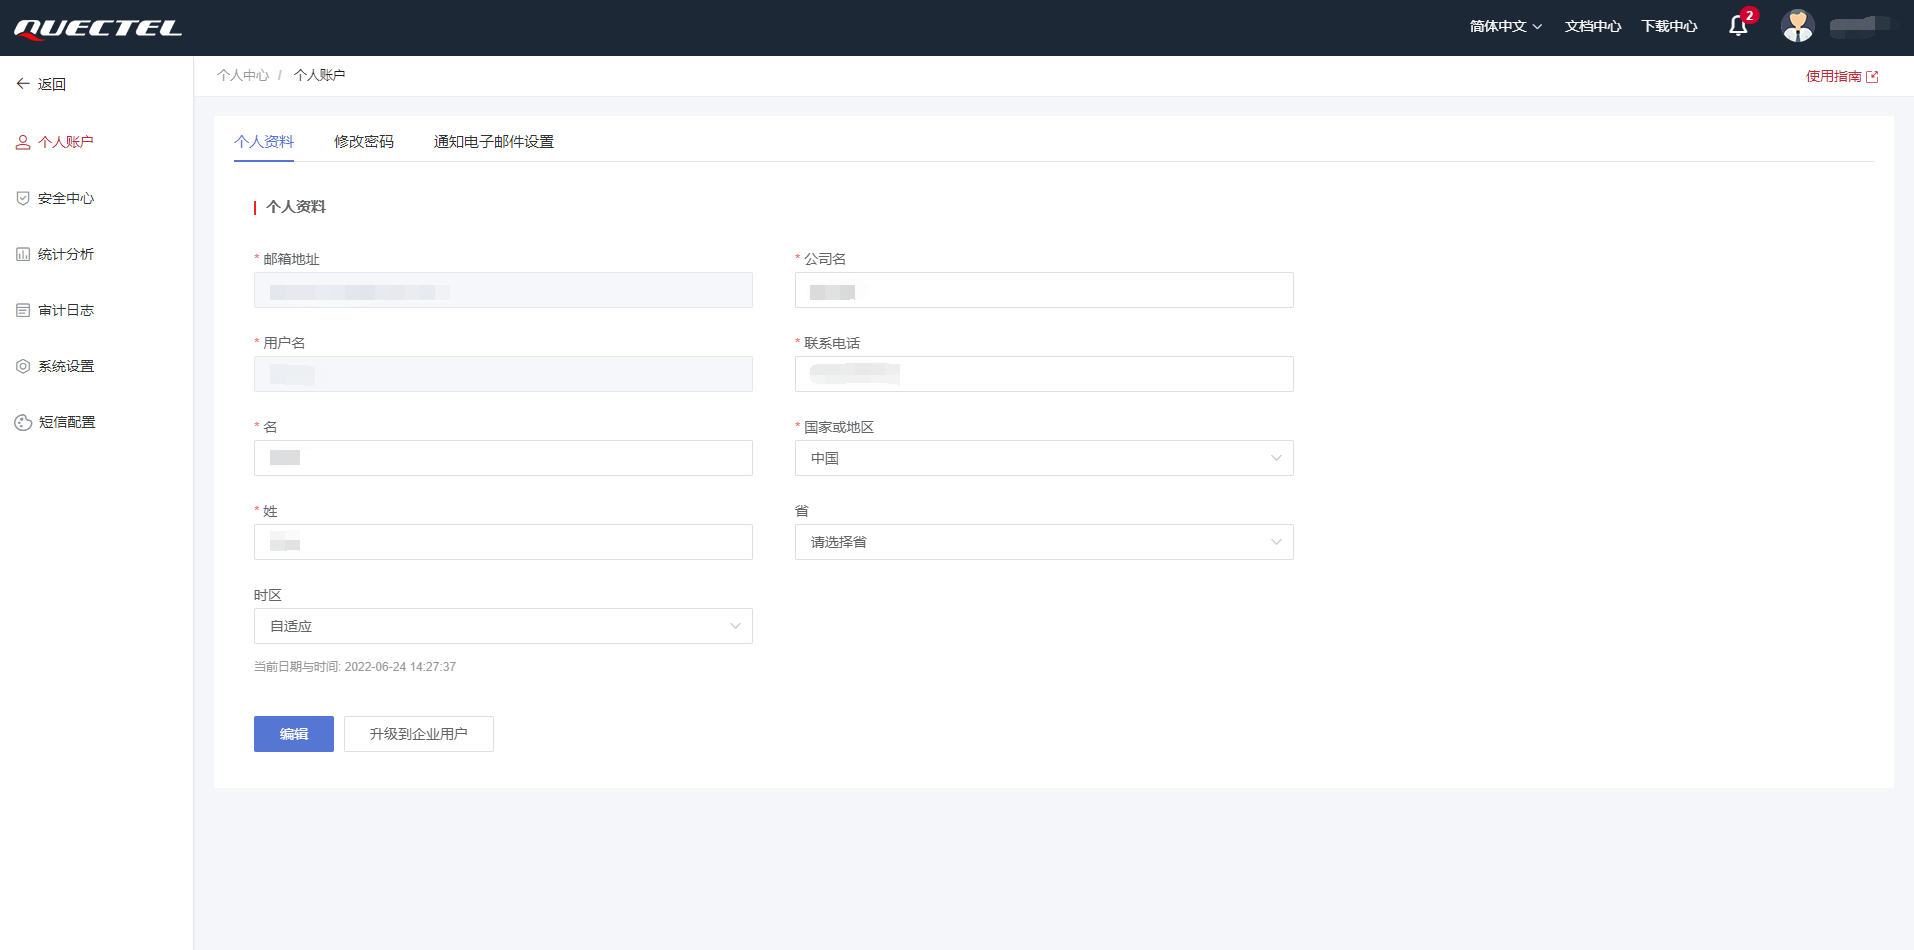 QUECTEL
简体中文
文档中心
下载中心
2
返回
个人账户
安全中心
统计分析
审计日志
系统设置
短信配置
个人中心 / 个人账户
使用指南
个人资料
修改密码
通知电子邮件设置
个人资料
* 邮箱地址
* 公司名
* 用户名
* 联系电话
* 名
* 国家或地区
中国
* 姓
省
请选择省
时区
自适应
当前日期与时间: 2022-06-24 14:27:37
编辑
升级到企业用户